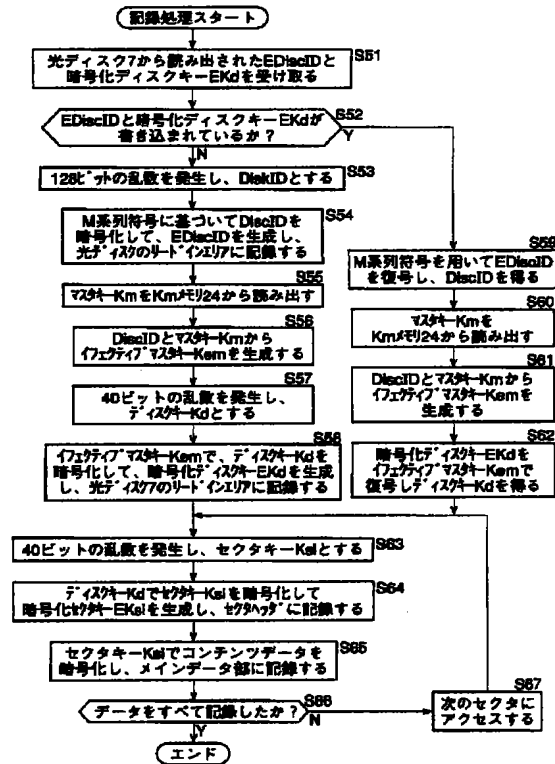 記録処理スタート
S51
光ディスク7から読み出されたEDiscIDと
暗号化ディスクキーEKdを受け取る
S52
EDiscIDと暗号化ディスクキーEKdが
書き込まれているか?
Y
N
S53
128ビットの乱数を発生し、DiskIDとする
S54
M系列符号に基づいてDiscIDを
暗号化して、EDiscIDを生成し、
光ディスクのリードインエリアに記録する
S55
マスタキーKmをKmメモリ24から読み出す
S56
DiscIDとマスタキーKmから
イフェクティブマスタキーKemを生成する
S57
40ビットの乱数を発生し、
ディスクキーKdとする
S58
イフェクティブマスタキーKemで、ディスクキーKdを
暗号化して、暗号化ディスクキーEKdを生成
し、光ディスク7のリードインエリアに記録する
S59
M系列符号を用いてEDiscID
を復号し、DiscIDを得る
S60
マスタキーKmを
Kmメモリ24から読み出す
S61
DiscIDとマスタキーKmから
イフェクティブマスタキーKemを
生成する
S62
暗号化ディスクキーEKdを
イフェクティブマスタキーKemで
復号しディスクキーKdを得る
S63
40ビットの乱数を発生し、セクタキーKsiとする
S64
ディスクキーKdでセクタキーKsiを暗号化して
暗号化セクタキーEKsiを生成し、セクタヘッダに記録する
S65
セクタキーKsiでコンテンツデータを
暗号化し、メインデータ部に記録する
S66
データをすべて記録したか?
N
Y
S67
次のセクタに
アクセスする
エンド